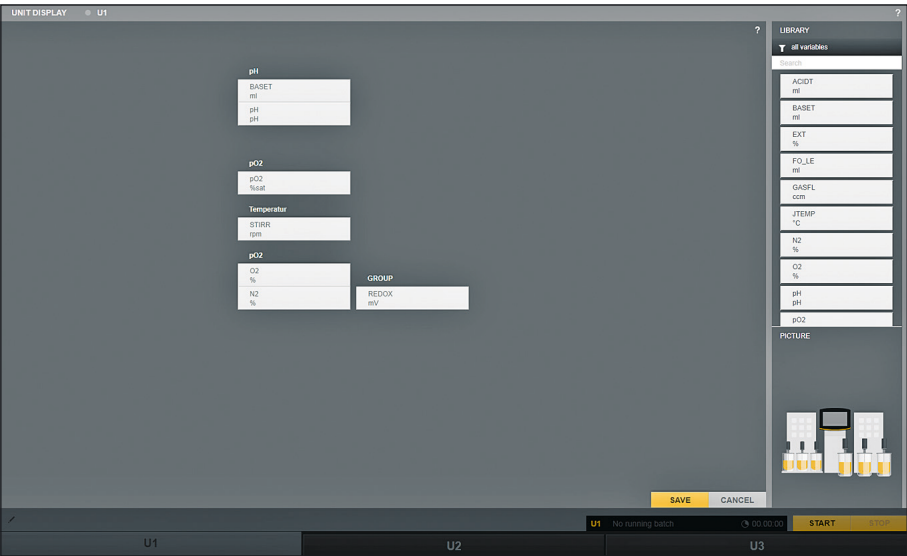 UNIT DISPLAY U1 ?
?
pH
BASET
ml
pH
pH
pO2
pO2
%sat
Temperatur
STIRR
rpm
pO2
O2
%
N2
%
GROUP
REDOX
mV
SAVE CANCEL
LIBRARY
all variables
Search
ACIDT
ml
BASET
ml
EXT
%
FO_LE
ml
GASFL
ccm
JTEMP
°C
N2
%
O2
%
pH
pH
pO2
PICTURE
U1 No running batch 00:00:00 START STOP
U1 U2 U3